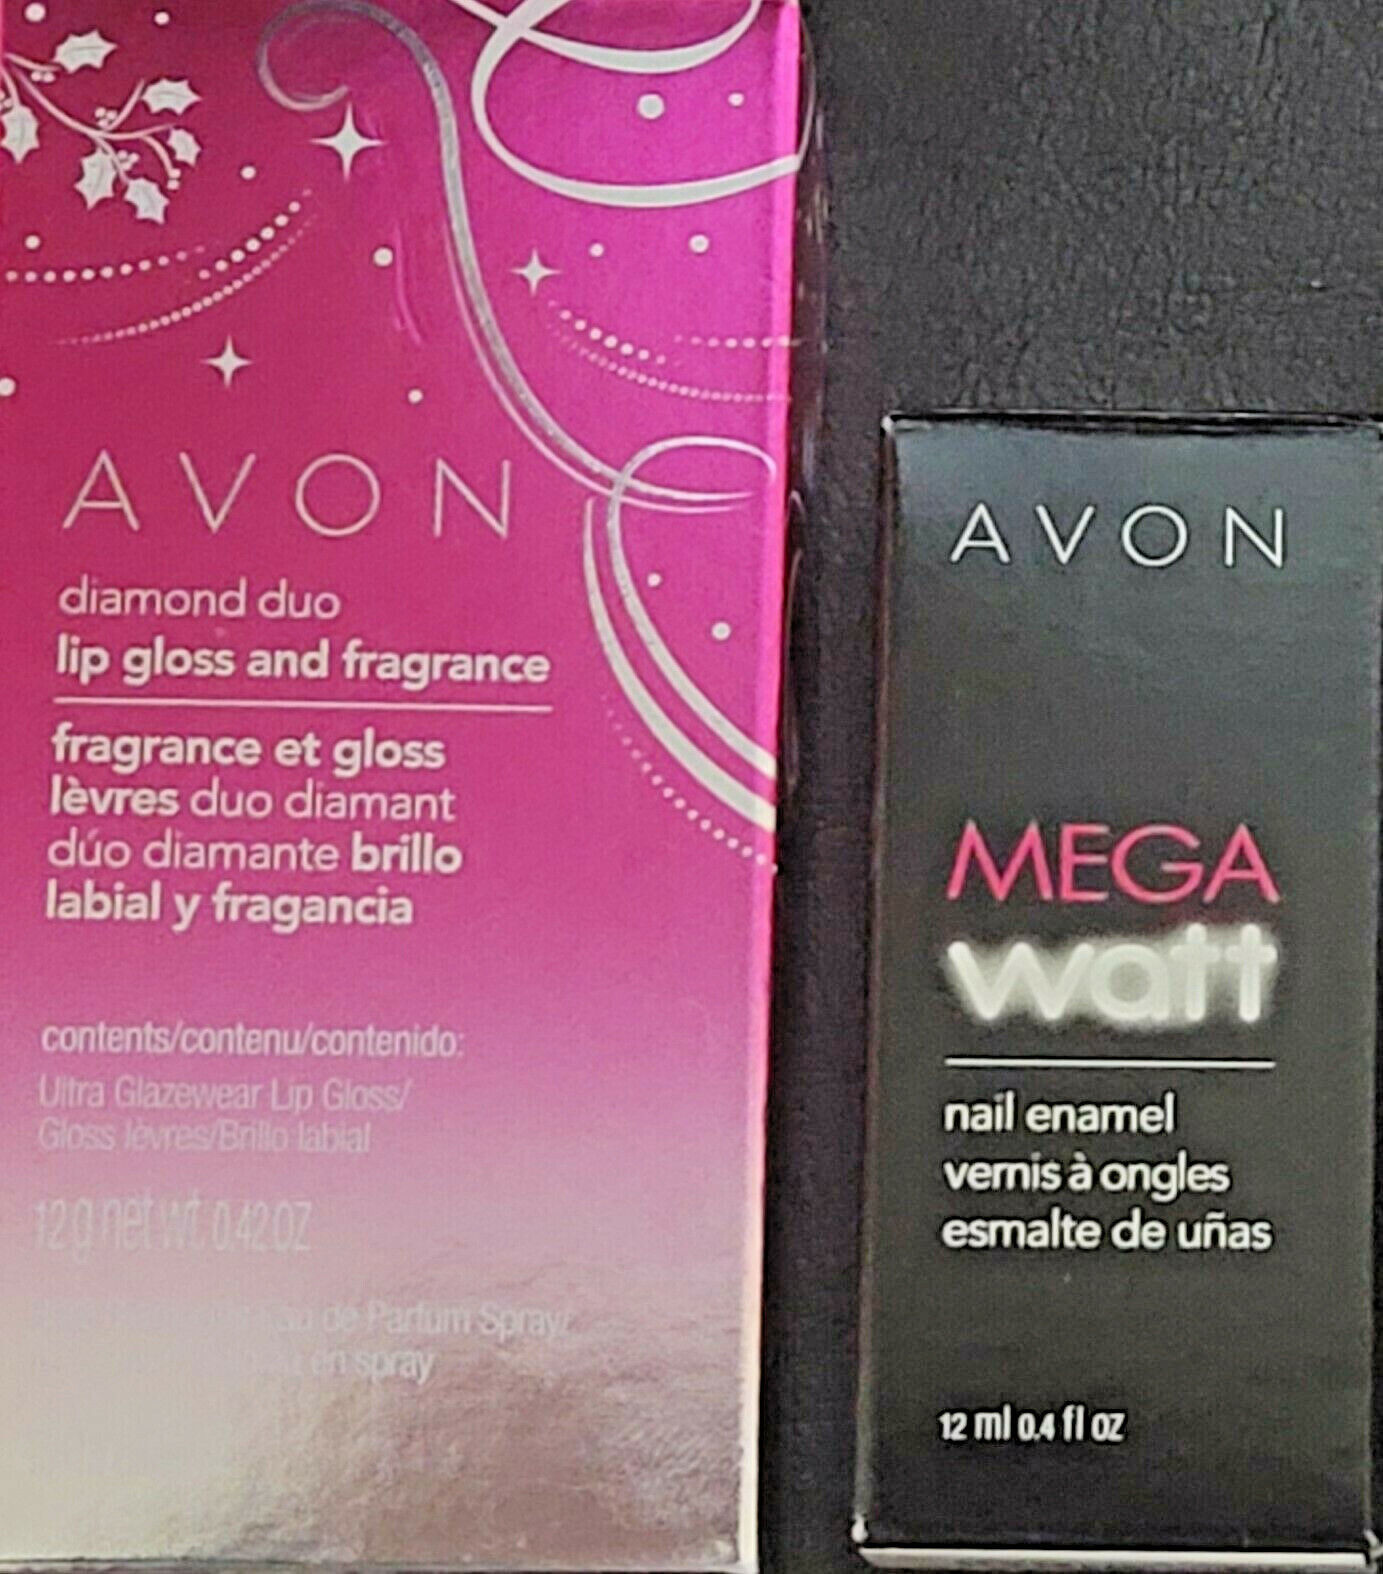 AVON
diamond duo
lip gloss and fragrance
fragrance et gloss
lèvres duo diamant
dúo diamante brillo
labial y fragancia
contents/contenu/contenido:
Ultra Glazewear Lip Gloss/
Gloss lèvres/Brillo labial
12 g net wt. 0.42 OZ
de Parfum Spray/
en spray
AVON
MEGA
watt
nail enamel
vernis à ongles
esmalte de uñas
12 ml 0.4 fl oz